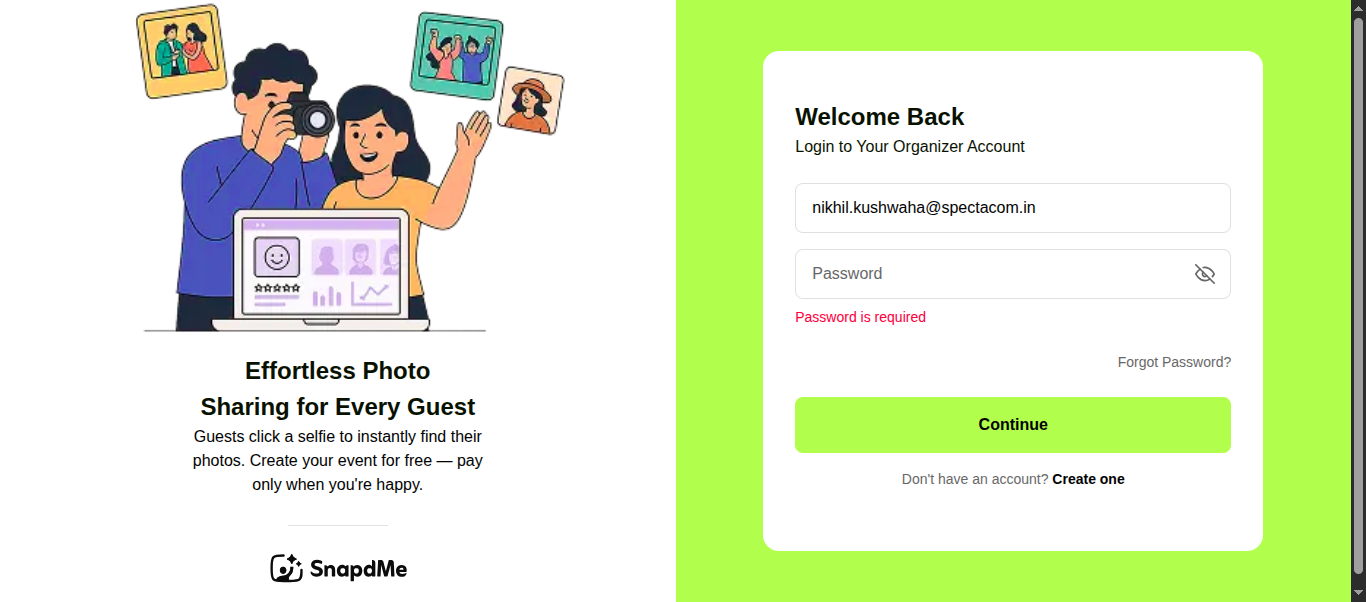 Effortless Photo
Sharing for Every Guest
Guests click a selfie to instantly find their
photos. Create your event for free — pay
only when you're happy.
SnapdMe
Welcome Back
Login to Your Organizer Account
nikhil.kushwaha@spectacom.in
Password
Password is required
Forgot Password?
Continue
Don't have an account? Create one